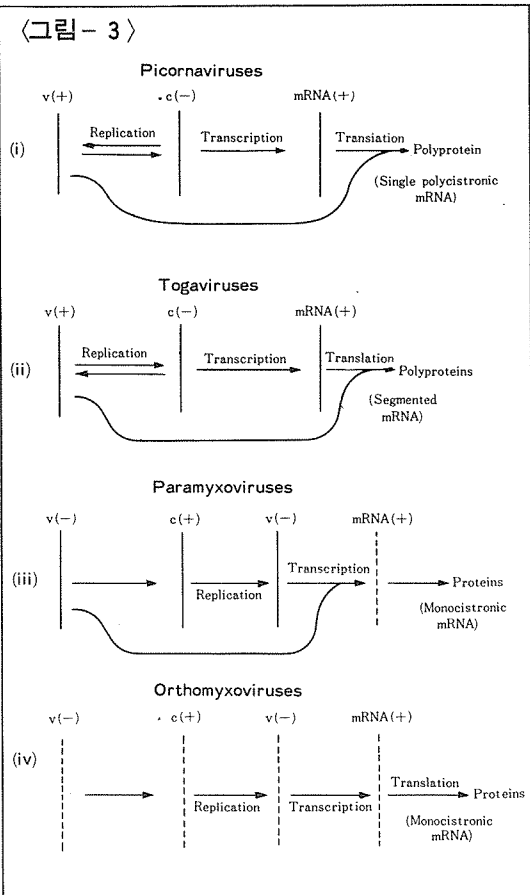 〈그림 - 3〉
Picornaviruses
v(+) c(-) mRNA(+)
(i) Replication Transcription Transiation Polyprotein
(Single polycistronic
mRNA)
Togaviruses
v(+) c(-) mRNA(+)
(ii) Replication Transcription Translation Polyproteins
(Segmented
mRNA)
Paramyxoviruses
v(-) c(+) v(-) mRNA(+)
(iii) Replication Transcription Proteins
(Monocistronic
mRNA)
Orthomyxoviruses
v(-) c(+) v(-) mRNA(+)
(iv) Replication Transcription Translation Proteins
(Monocistronic
mRNA)